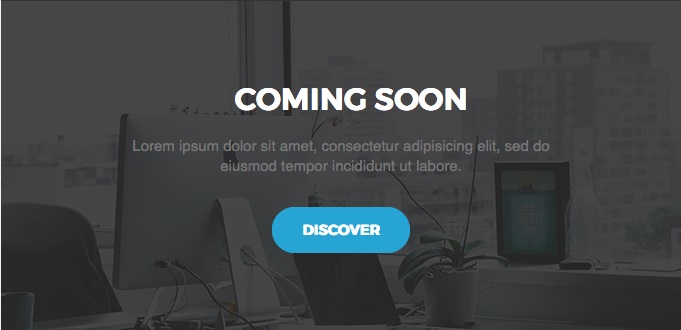 COMING SOON
Lorem ipsum dolor sit amet, consectetur adipisicing elit, sed do
eiusmod tempor incididunt ut labore.
DISCOVER